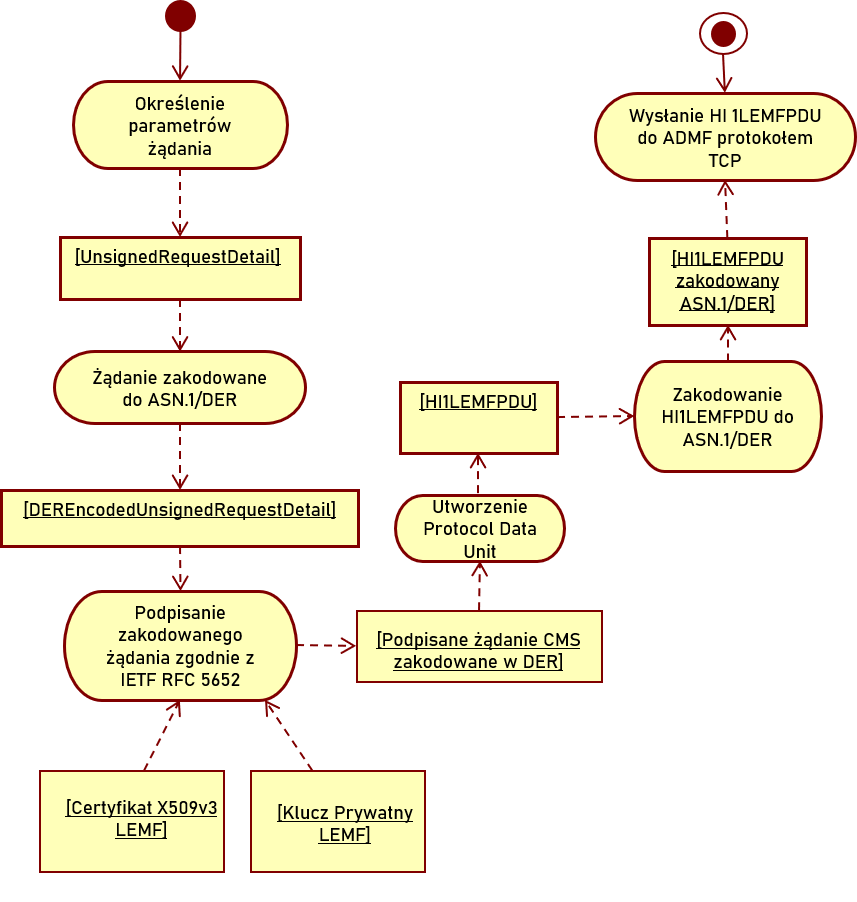 Określenie
parametrów
żądania
[UnsignedRequestDetail]
Żądanie zakodowane
do ASN.1/DER
[DEREncodedUnsignedRequestDetail]
Podpisanie
zakodowanego
żądania zgodnie z
IETF RFC 5652
[Certyfikat X509v3
LEMF]
[Klucz Prywatny
LEMF]
[Podpisane żądanie CMS
zakodowane w DER]
Utworzenie
Protocol Data
Unit
[HI1LEMFPDU]
Zakodowanie
HI1LEMFPDU do
ASN.1/DER
[HI1LEMFPDU
zakodowany
ASN.1/DER]
Wysłanie HI 1LEMFPDU
do ADMF protokołem
TCP